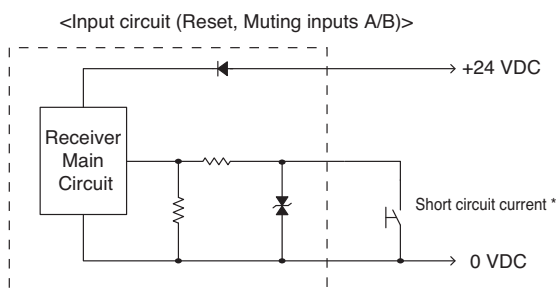 <Input circuit (Reset, Muting inputs A/B)>
+24 VDC
Receiver
Main
Circuit
Short circuit current *
0 VDC